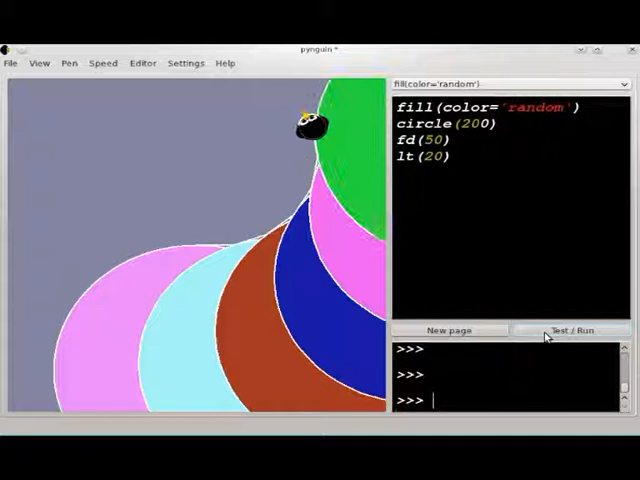 pynguin *
File View Pen Speed Editor Settings Help
fill(color='random')
fill(color='random')
circle(200)
fd(50)
lt(20)
New page Test / Run
>>>
>>>
>>>